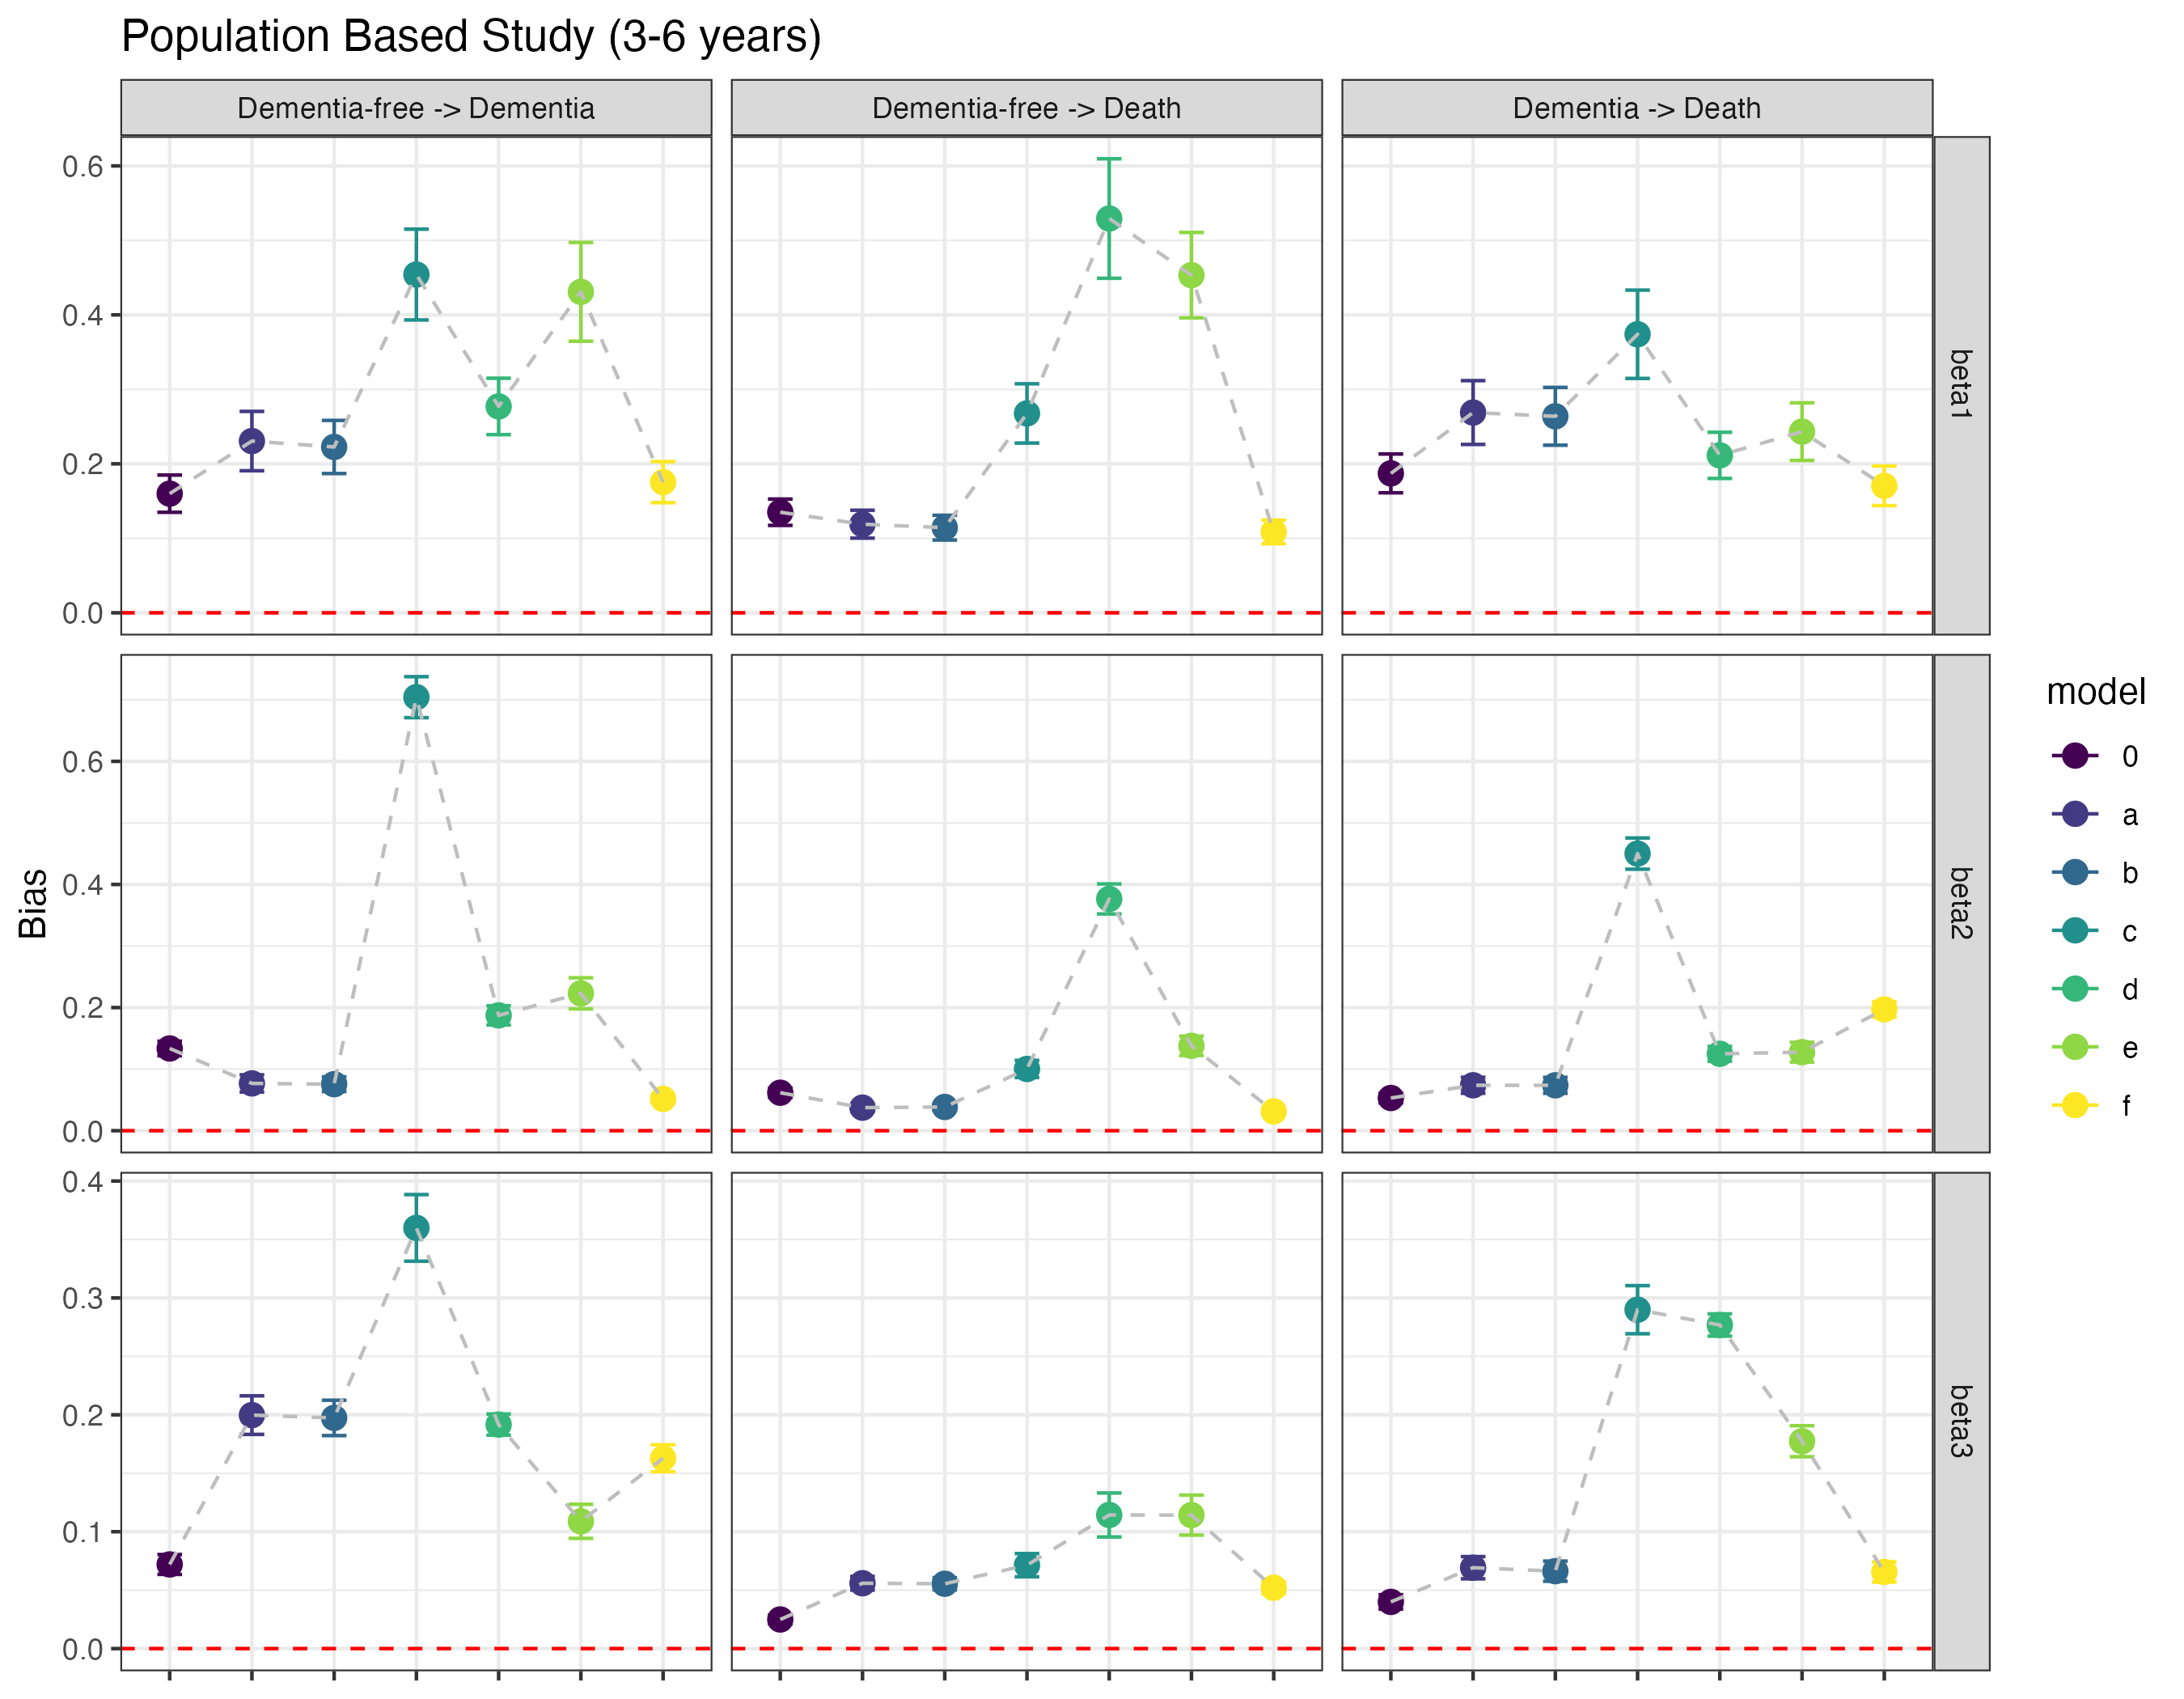 Population Based Study (3-6 years)
Dementia-free -> Dementia
Dementia-free -> Death
Dementia -> Death
0.6
0.4
0.2
0.0
beta1
0.6
0.4
0.2
0.0
beta2
0.4
0.3
0.2
0.1
0.0
beta3
Bias
model
0
a
b
c
d
e
f